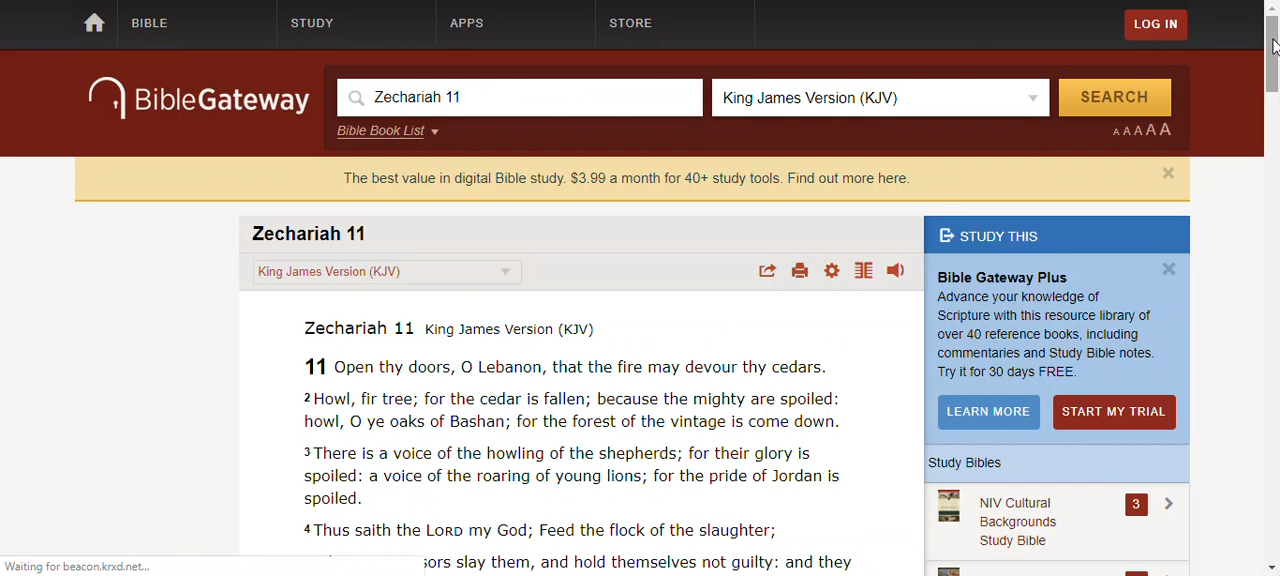 BIBLE STUDY APPS STORE LOG IN
BibleGateway
Zechariah 11 King James Version (KJV) SEARCH
Bible Book List A A A A A
The best value in digital Bible study. $3.99 a month for 40+ study tools. Find out more here.
Zechariah 11
King James Version (KJV)
Zechariah 11 King James Version (KJV)
11 Open thy doors, O Lebanon, that the fire may devour thy cedars.
2 Howl, fir tree; for the cedar is fallen; because the mighty are spoiled:
howl, O ye oaks of Bashan; for the forest of the vintage is come down.
3 There is a voice of the howling of the shepherds; for their glory is
spoiled: a voice of the roaring of young lions; for the pride of Jordan is
spoiled.
4 Thus saith the LORD my God; Feed the flock of the slaughter;
sors slay them, and hold themselves not guilty: and they
STUDY THIS
Bible Gateway Plus
Advance your knowledge of
Scripture with this resource library of
over 40 reference books, including
commentaries and Study Bible notes.
Try it for 30 days FREE.
LEARN MORE START MY TRIAL
Study Bibles
NIV Cultural
Backgrounds
Study Bible
3
Waiting for beacon.krxd.net...